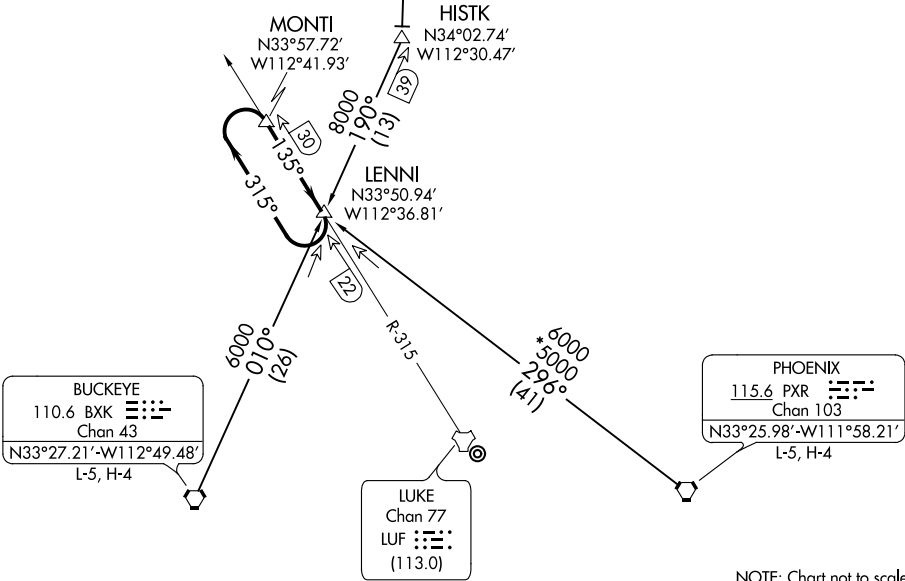 MONTI
N33°57.72’
W112°41.93’
HISTK
N34°02.74’
W112°30.47’
39
8000
190°
(13)
30
135°
315°
LENNI
N33°50.94’
W112°36.81’
22
R-315
6000
010°
(26)
6000
*5000
296°
(41)
BUCKEYE
110.6 BXK
Chan 43
N33°27.21’-W112°49.48’
L-5, H-4
LUKE
Chan 77
LUF
(113.0)
PHOENIX
115.6 PXR
Chan 103
N33°25.98’-W111°58.21’
L-5, H-4
NOTE: Chart not to scale